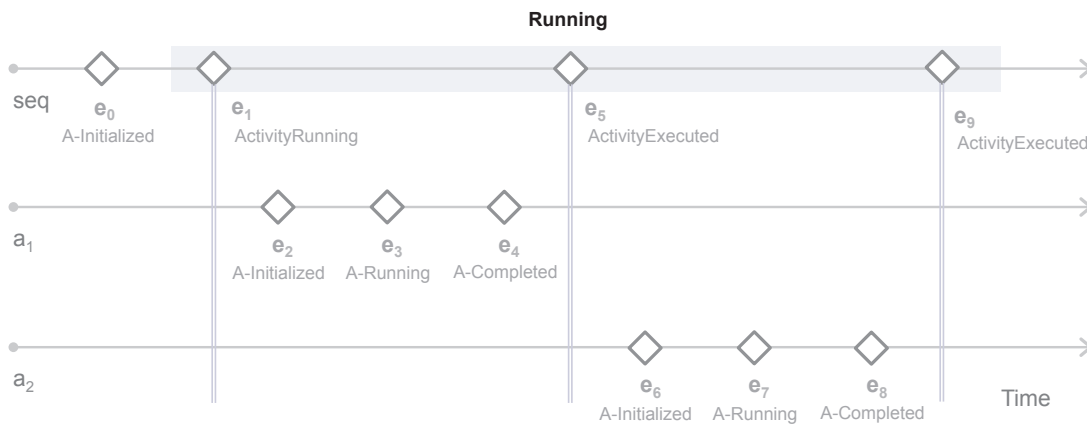 Running
seq
e0
A-Initialized
e1
ActivityRunning
e5
ActivityExecuted
e9
ActivityExecuted
a1
e2
A-Initialized
e3
A-Running
e4
A-Completed
a2
e6
A-Initialized
e7
A-Running
e8
A-Completed
Time